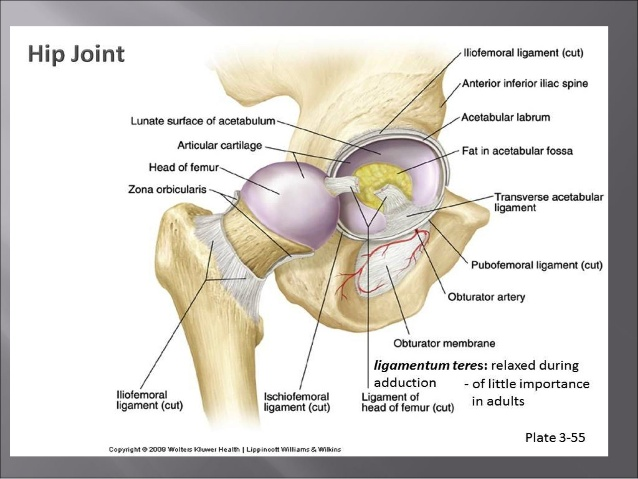 Hip Joint
Iliofemoral ligament (cut)
Anterior inferior iliac spine
Lunate surface of acetabulum
Acetabular labrum
Articular cartilage
Fat in acetabular fossa
Head of femur
Zona orbicularis
Transverse acetabular
ligament
Pubofemoral ligament (cut)
Obturator artery
Obturator membrane
ligamentum teres: relaxed during
adduction - of little importance
in adults
Iliofemoral
ligament (cut)
Ischiofemoral
ligament (cut)
Ligament of
head of femur (cut)
Plate 3-55
Copyright © 2008 Wolters Kluwer Health | Lippincott Williams & Wilkins